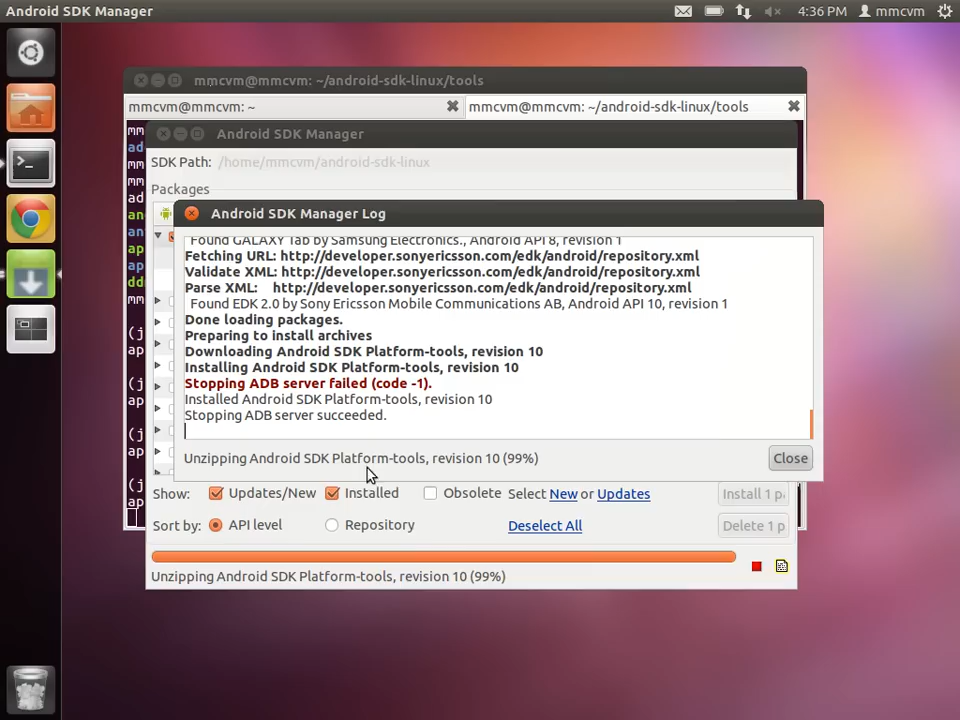 Android SDK Manager
4:36 PM
mmcvm
mmcvm@mmcvm: ~/android-sdk-linux/tools
mmcvm@mmcvm: ~
mmcvm@mmcvm: ~/android-sdk-linux/tools
Android SDK Manager
SDK Path: /home/mmcvm/android-sdk-linux
Packages
Android SDK Manager Log
Found GALAXY Tab by Samsung Electronics., Android API 8, revision 1
Fetching URL: http://developer.sonyericsson.com/edk/android/repository.xml
Validate XML: http://developer.sonyericsson.com/edk/android/repository.xml
Parse XML: http://developer.sonyericsson.com/edk/android/repository.xml
Found EDK 2.0 by Sony Ericsson Mobile Communications AB, Android API 10, revision 1
Done loading packages.
Preparing to install archives
Downloading Android SDK Platform-tools, revision 10
Installing Android SDK Platform-tools, revision 10
Stopping ADB server failed (code -1).
Installed Android SDK Platform-tools, revision 10
Stopping ADB server succeeded.
Unzipping Android SDK Platform-tools, revision 10 (99%)
Close
Show: Updates/New Installed Obsolete Select New or Updates
Install 1 p
Sort by: API level Repository Deselect All
Delete 1 p
Unzipping Android SDK Platform-tools, revision 10 (99%)